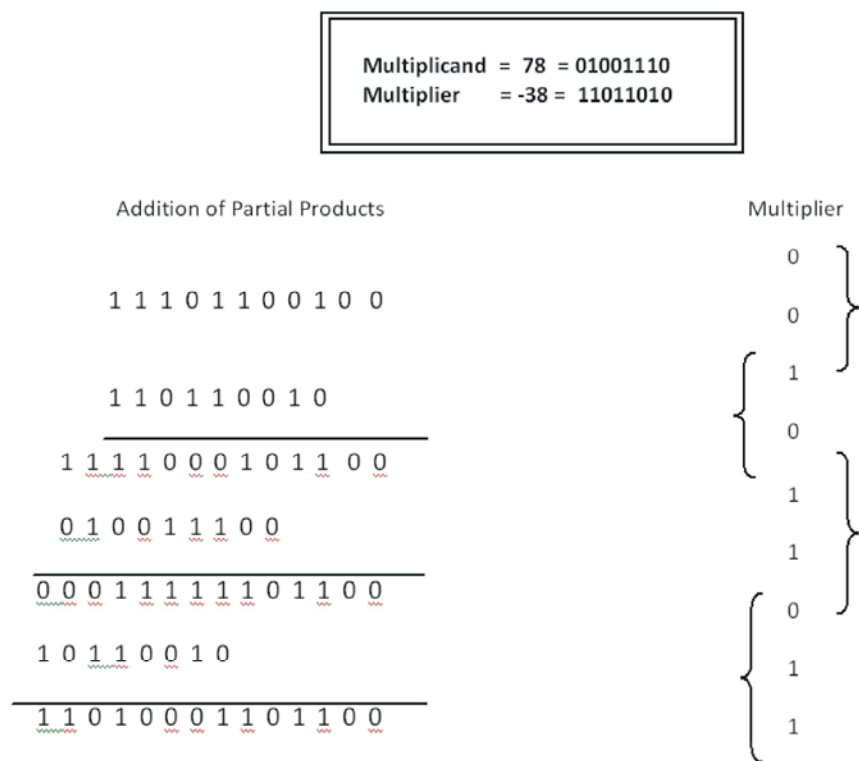 Multiplicand = 78 = 01001110
Multiplier = -38 = 11011010
Addition of Partial Products
Multiplier
0
1 1 1 0 1 1 0 0 1 0 0
0
1
1 1 0 1 1 0 0 1 0
0
1 1 1 1 0 0 0 1 0 1 1 0 0
1
0 1 0 0 1 1 1 0 0
1
0 0 0 1 1 1 1 1 1 0 1 1 0 0
0
1 0 1 1 0 0 1 0
1
1 1 0 1 0 0 0 1 1 0 1 1 0 0
1